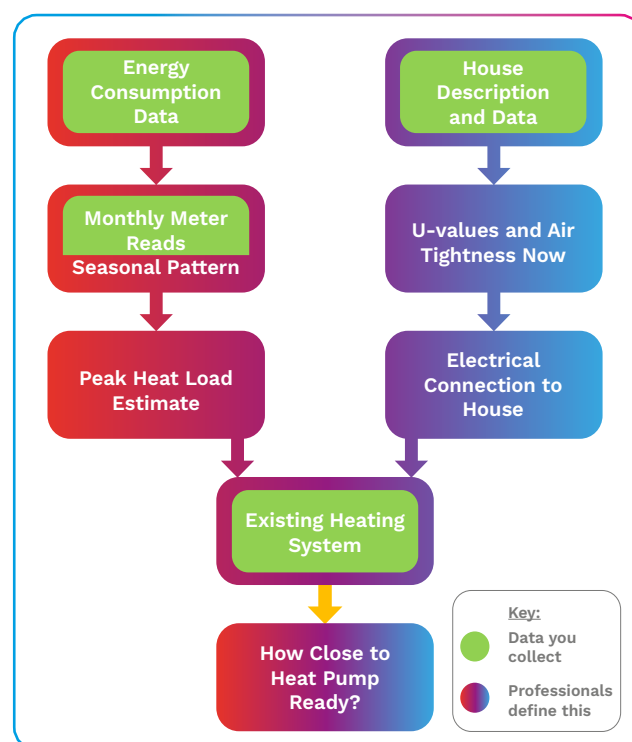 Energy
Consumption
Data
House
Description
and Data
Monthly Meter
Reads
Seasonal Pattern
U-values and Air
Tightness Now
Peak Heat Load
Estimate
Electrical
Connection to
House
Existing Heating
System
How Close to
Heat Pump
Ready?
Key:
Data you
collect
Professionals
define this